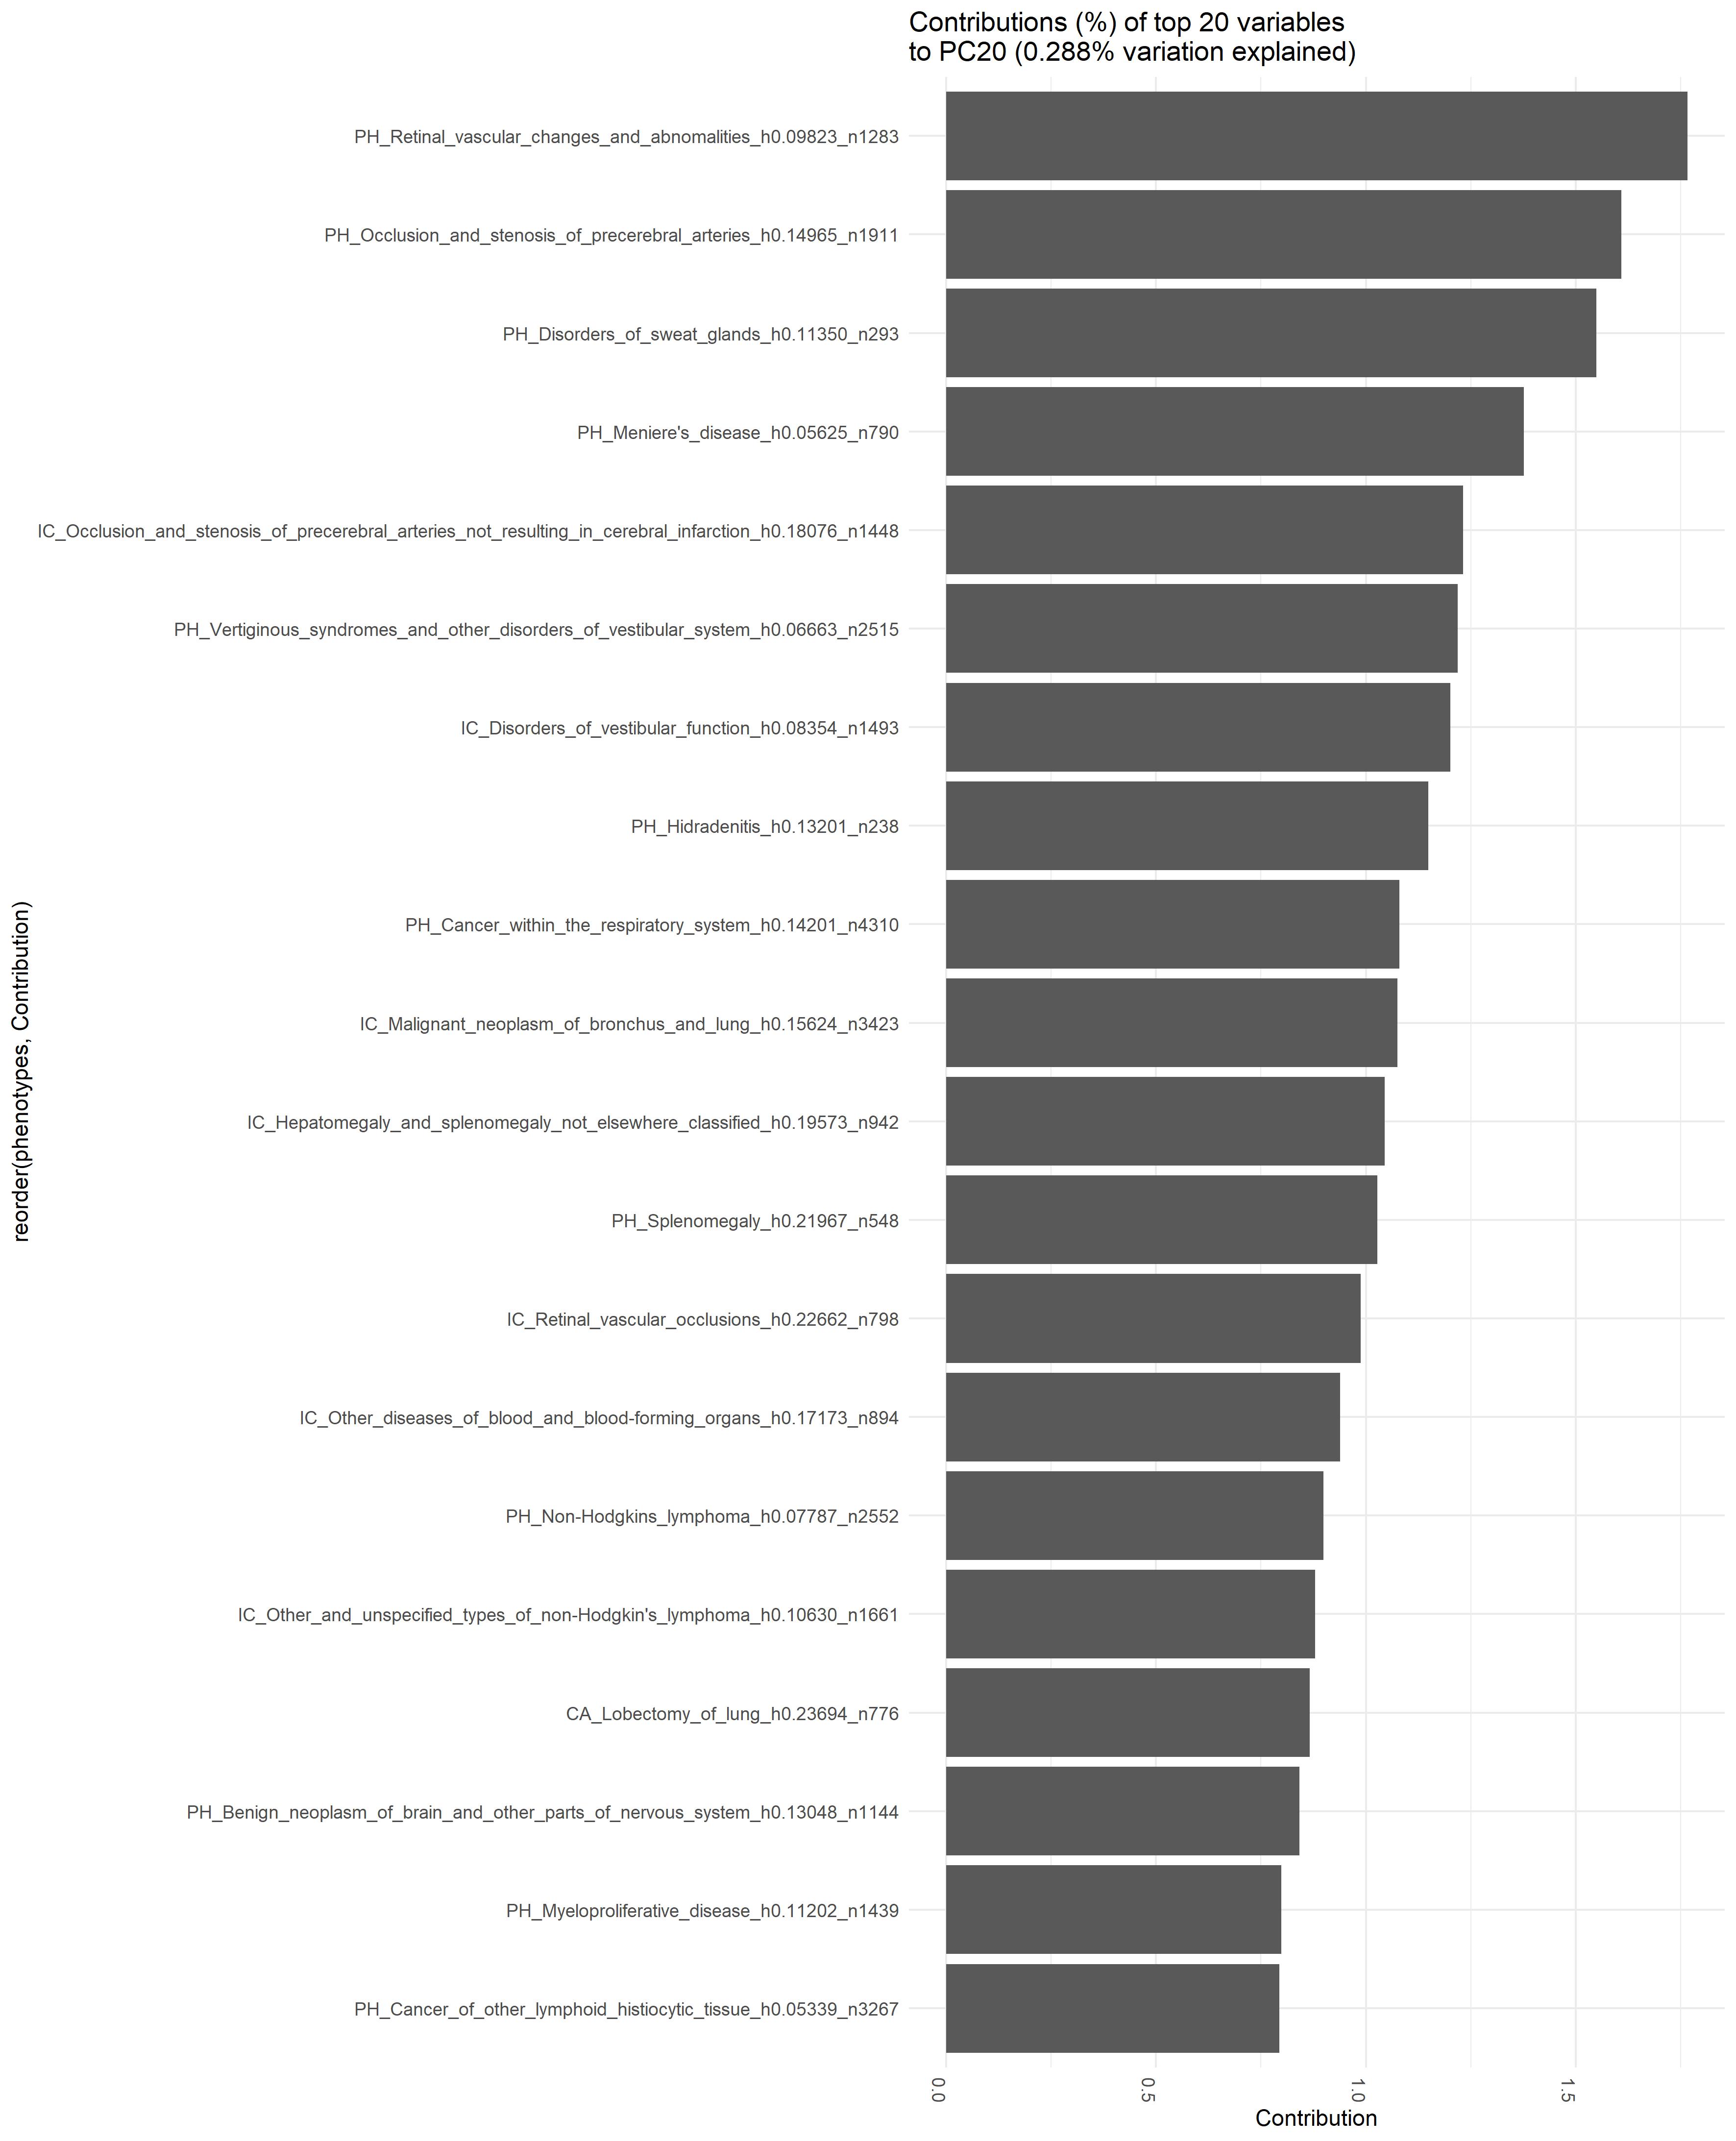 Contributions (%) of top 20 variables
to PC20 (0.288% variation explained)
PH_Retinal_vascular_changes_and_abnomalities_h0.09823_n1283
PH_Occlusion_and_stenosis_of_precerebral_arteries_h0.14965_n1911
PH_Disorders_of_sweat_glands_h0.11350_n293
PH_Meniere's_disease_h0.05625_n790
IC_Occlusion_and_stenosis_of_precerebral_arteries_not_resulting_in_cerebral_infarction_h0.18076_n1448
PH_Vertiginous_syndromes_and_other_disorders_of_vestibular_system_h0.06663_n2515
IC_Disorders_of_vestibular_function_h0.08354_n1493
PH_Hidradenitis_h0.13201_n238
PH_Cancer_within_the_respiratory_system_h0.14201_n4310
IC_Malignant_neoplasm_of_bronchus_and_lung_h0.15624_n3423
IC_Hepatomegaly_and_splenomegaly_not_elsewhere_classified_h0.19573_n942
PH_Splenomegaly_h0.21967_n548
IC_Retinal_vascular_occlusions_h0.22662_n798
IC_Other_diseases_of_blood_and_blood-forming_organs_h0.17173_n894
PH_Non-Hodgkins_lymphoma_h0.07787_n2552
IC_Other_and_unspecified_types_of_non-Hodgkin's_lymphoma_h0.10630_n1661
CA_Lobectomy_of_lung_h0.23694_n776
PH_Benign_neoplasm_of_brain_and_other_parts_of_nervous_system_h0.13048_n1144
PH_Myeloproliferative_disease_h0.11202_n1439
PH_Cancer_of_other_lymphoid_histiocytic_tissue_h0.05339_n3267
reorder(phenotypes, Contribution)
0.0
0.5
1.0
1.5
Contribution